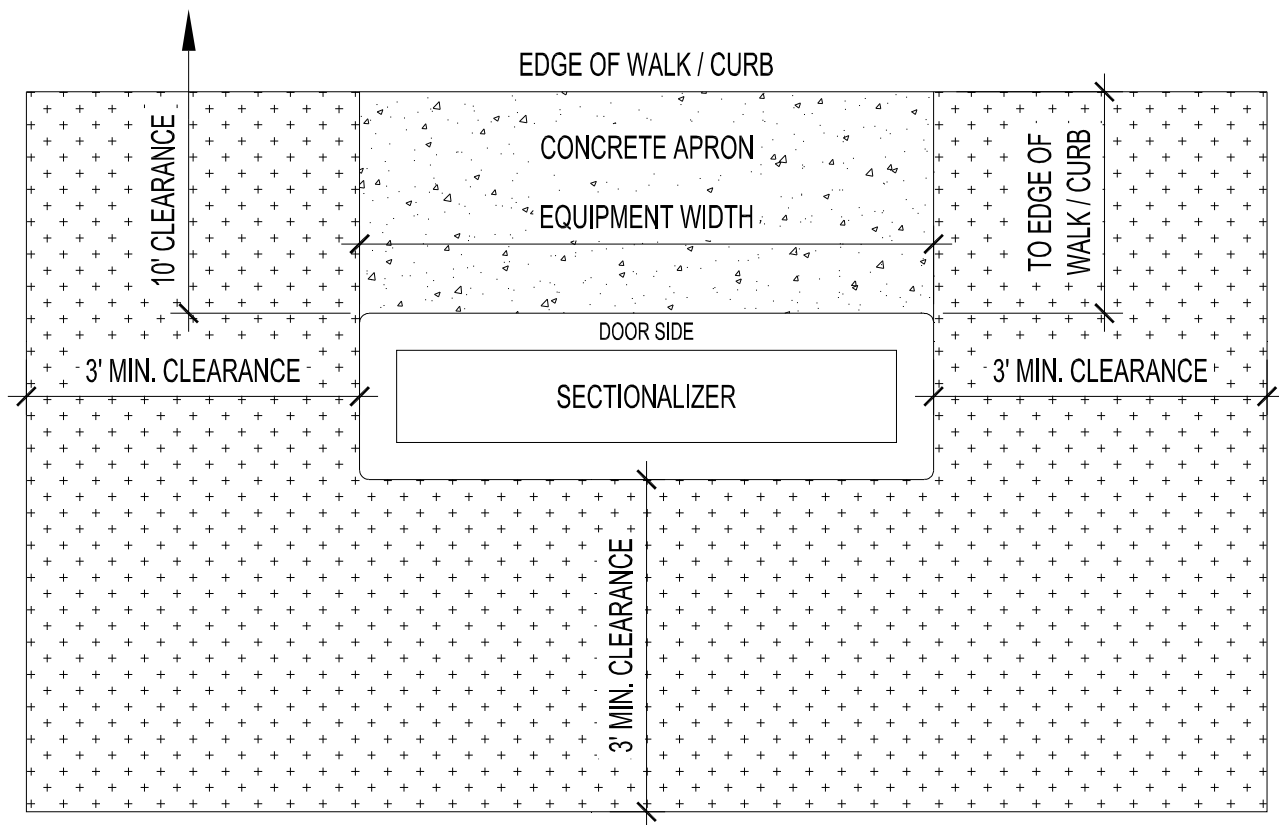 EDGE OF WALK / CURB
10' CLEARANCE
CONCRETE APRON
EQUIPMENT WIDTH
TO EDGE OF
WALK / CURB
DOOR SIDE
3' MIN. CLEARANCE
SECTIONALIZER
3' MIN. CLEARANCE
3' MIN. CLEARANCE